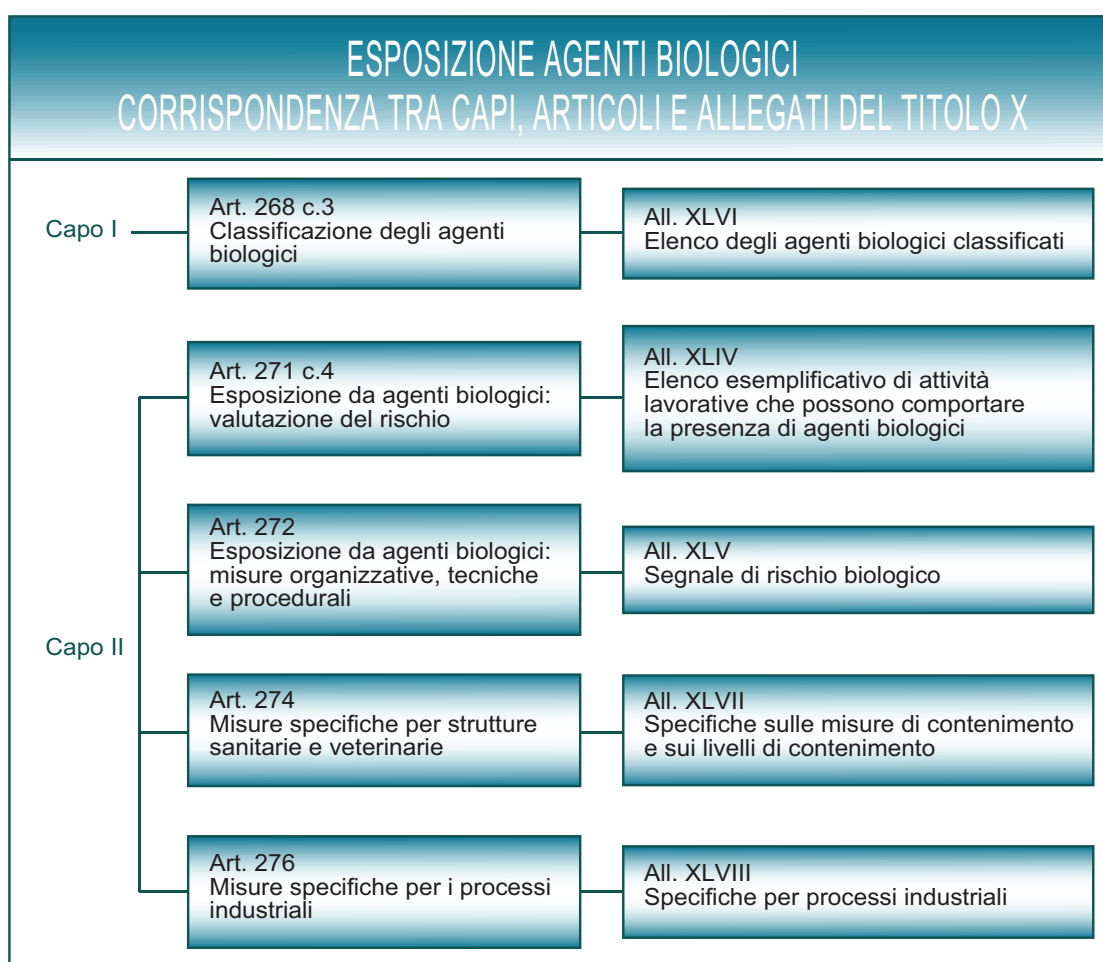 ESPOSIZIONE AGENTI BIOLOGICI
CORRISPONDENZA TRA CAPI, ARTICOLI E ALLEGATI DEL TITOLO X
Capo I
Art. 268 c.3
Classificazione degli agenti
biologici
All. XLVI
Elenco degli agenti biologici classificati
Capo II
Art. 271 c.4
Esposizione da agenti biologici:
valutazione del rischio
All. XLIV
Elenco esemplificativo di attività
lavorative che possono comportare
la presenza di agenti biologici
Art. 272
Esposizione da agenti biologici:
misure organizzative, tecniche
e procedurali
All. XLV
Segnale di rischio biologico
Art. 274
Misure specifiche per strutture
sanitarie e veterinarie
All. XLVII
Specifiche sulle misure di contenimento
e sui livelli di contenimento
Art. 276
Misure specifiche per i processi
industriali
All. XLVIII
Specifiche per processi industriali